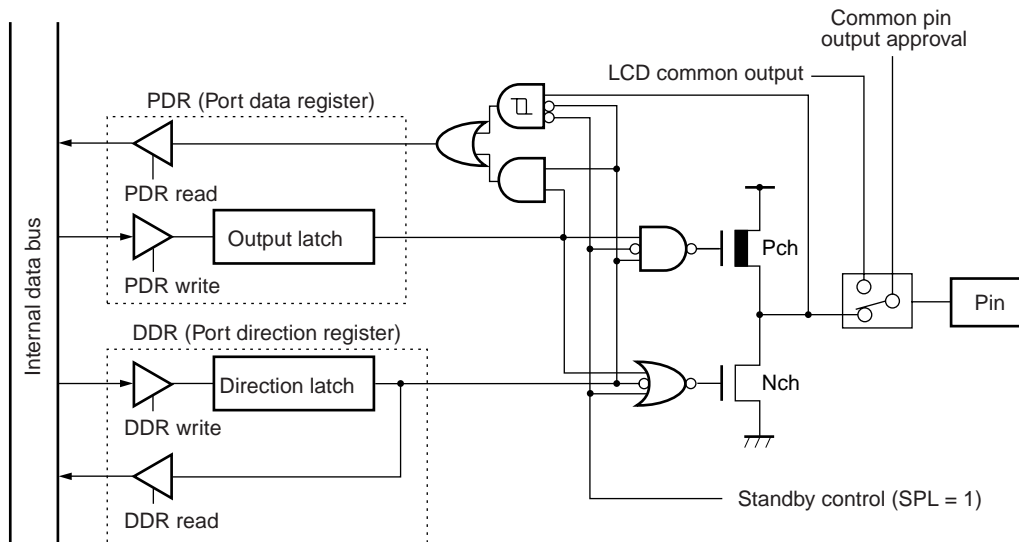 Common pin
output approval
LCD common output
PDR (Port data register)
PDR read
Output latch
PDR write
Pch
Pin
Internal data bus
DDR (Port direction register)
Direction latch
Nch
DDR write
Standby control (SPL = 1)
DDR read